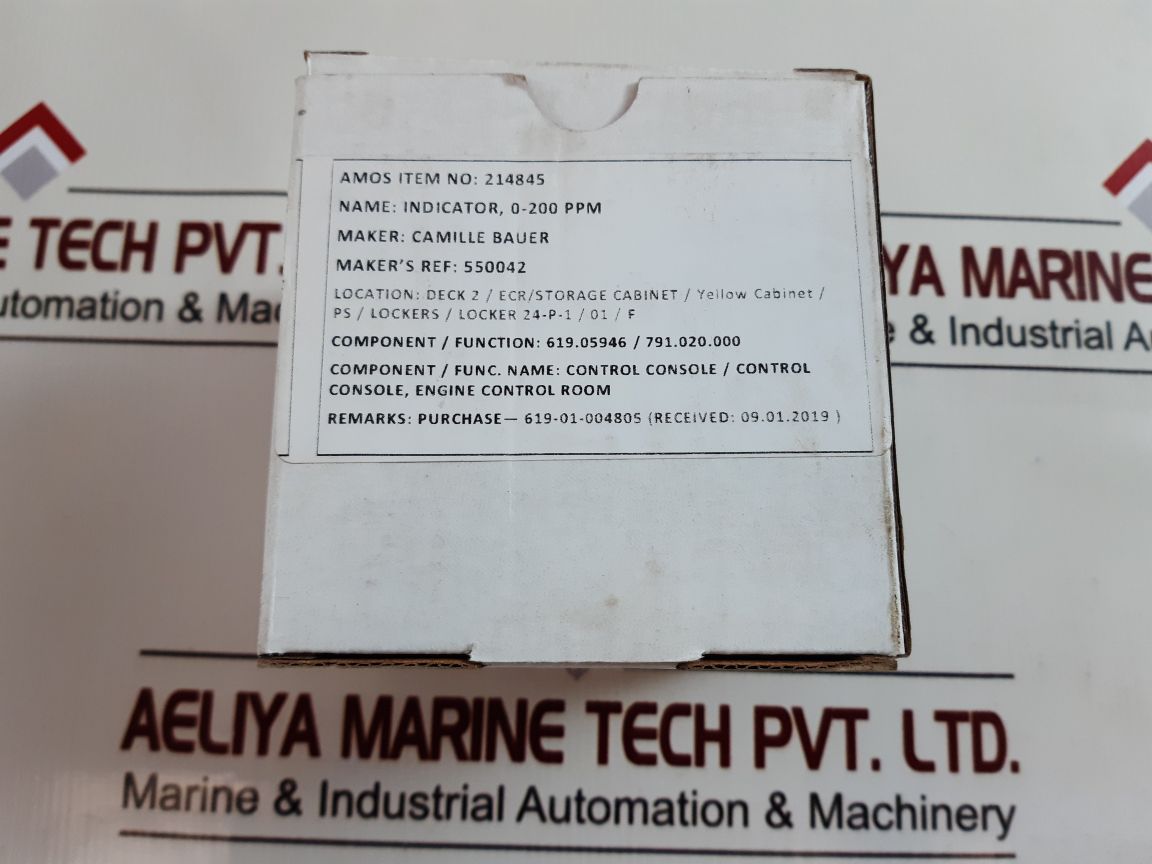 AMOS ITEM NO: 214845
NAME: INDICATOR, 0-200 PPM
MAKER: CAMILLE BAUER
MAKER'S REF: 550042
LOCATION: DECK 2 / ECR/STORAGE CABINET / Yellow Cabinet /
PS / LOCKERS / LOCKER 24-P-1 / 01 / F
COMPONENT / FUNCTION: 619.05946 / 791.020.000
COMPONENT / FUNC. NAME: CONTROL CONSOLE / CONTROL
CONSOLE, ENGINE CONTROL ROOM
REMARKS: PURCHASE— 619-01-004805 (RECEIVED: 09.01.2019 )
E TECH PVT.
utomation & Ma
YA MARINE
e & Industrial Au
AELIYA MARINE TECH PVT. LTD.
Marine & Industrial Automation & Machinery